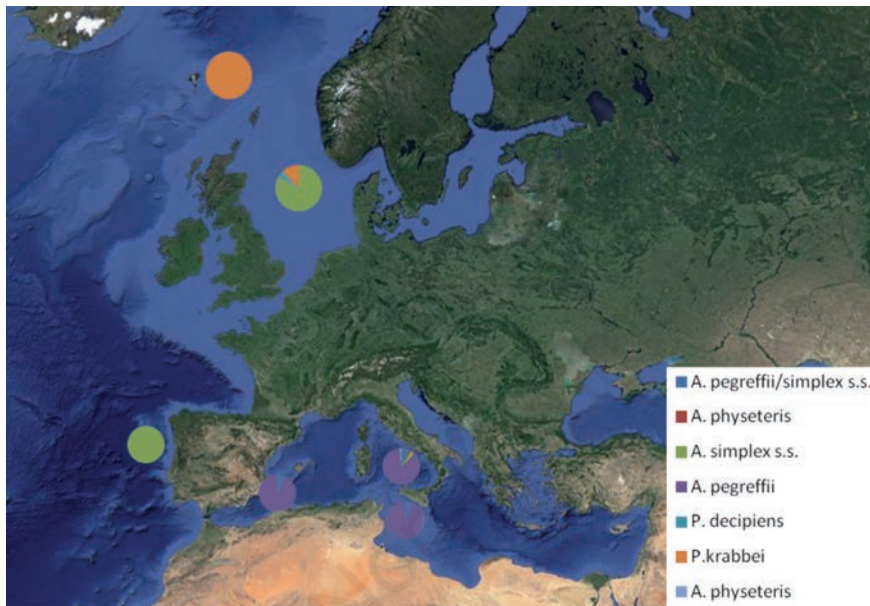 A. pegreffii/simplex s.s.
A. physeteris
A. simplex s.s.
A. pegreffii
P. decipiens
P.krabbei
A. physeteris